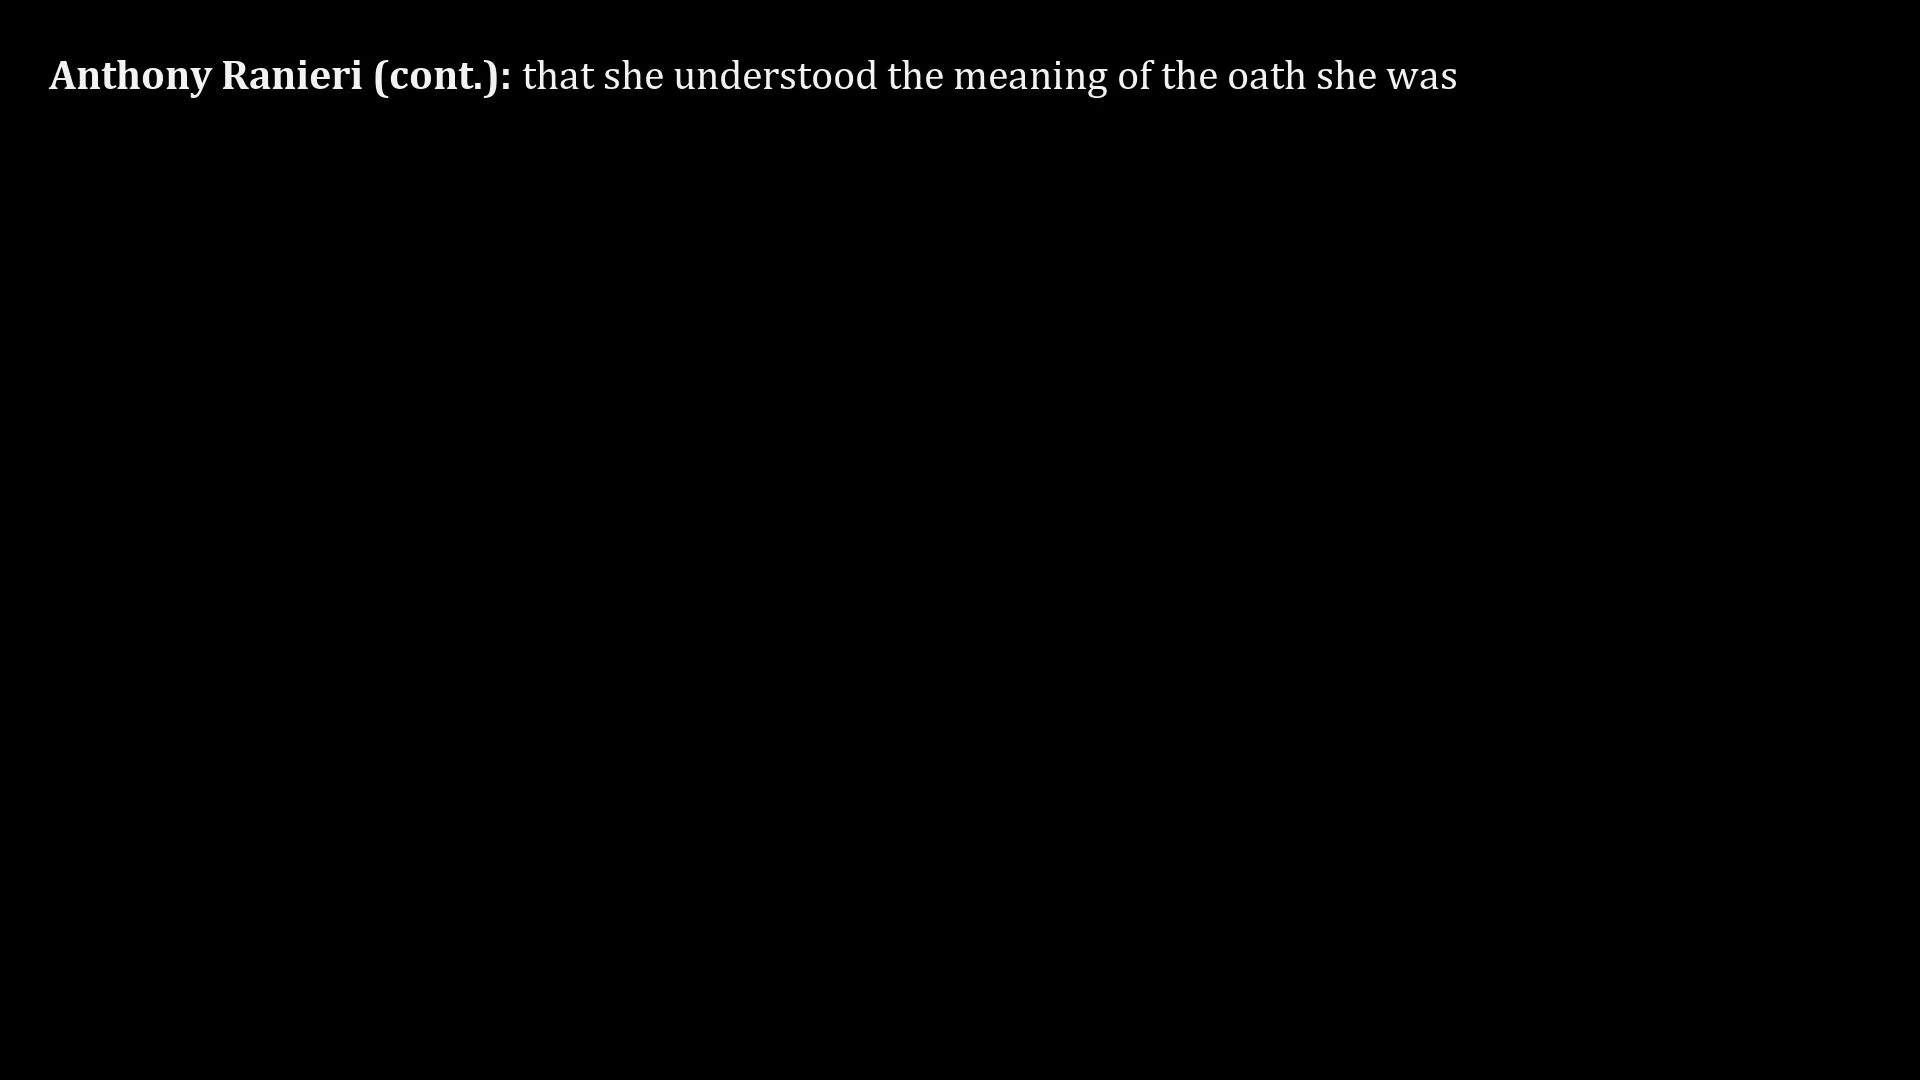 Anthony Ranieri (cont.): that she understood the meaning of the oath she was